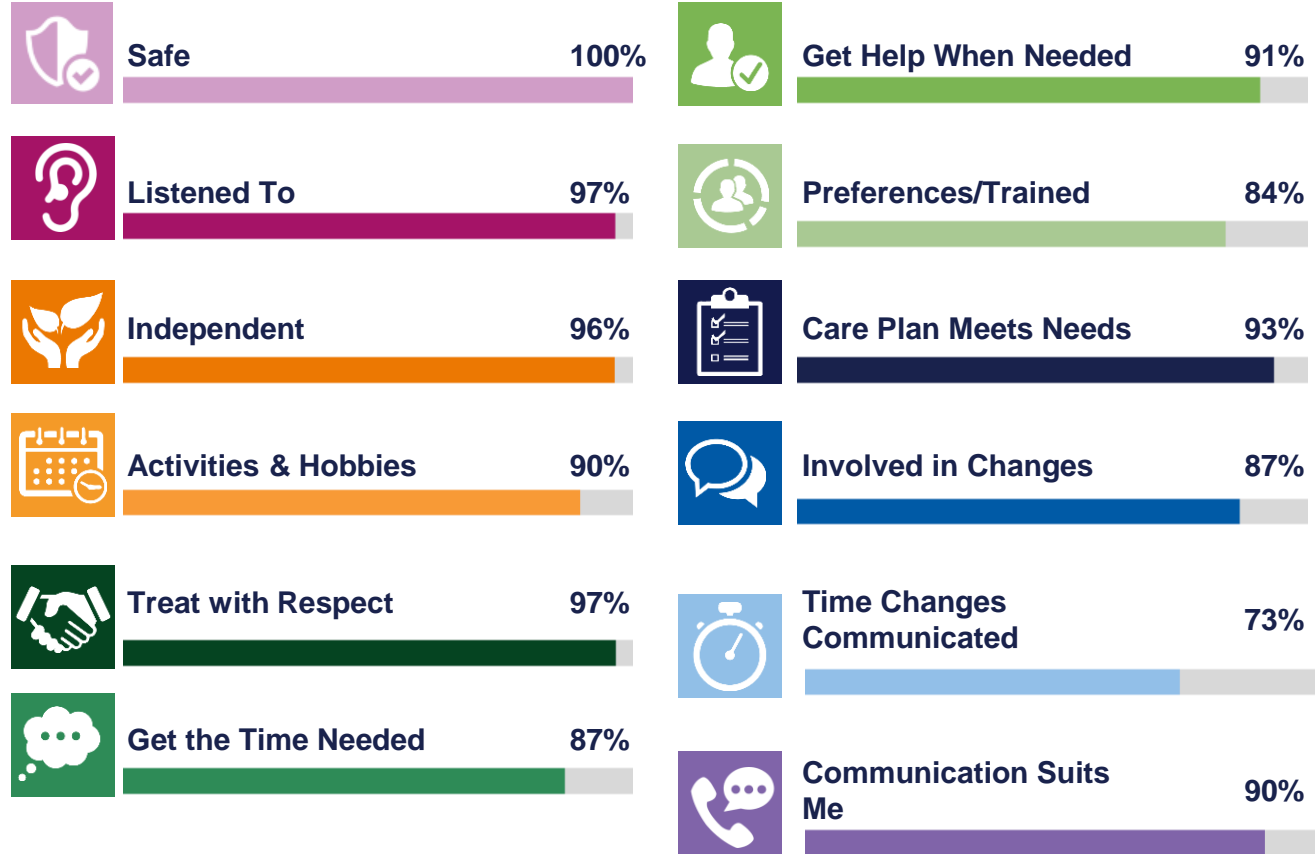 Safe 100%
Listened To 97%
Independent 96%
Activities & Hobbies 90%
Treat with Respect 97%
Get the Time Needed 87%
Get Help When Needed 91%
Preferences/Trained 84%
Care Plan Meets Needs 93%
Involved in Changes 87%
Time Changes
Communicated 73%
Communication Suits
Me 90%